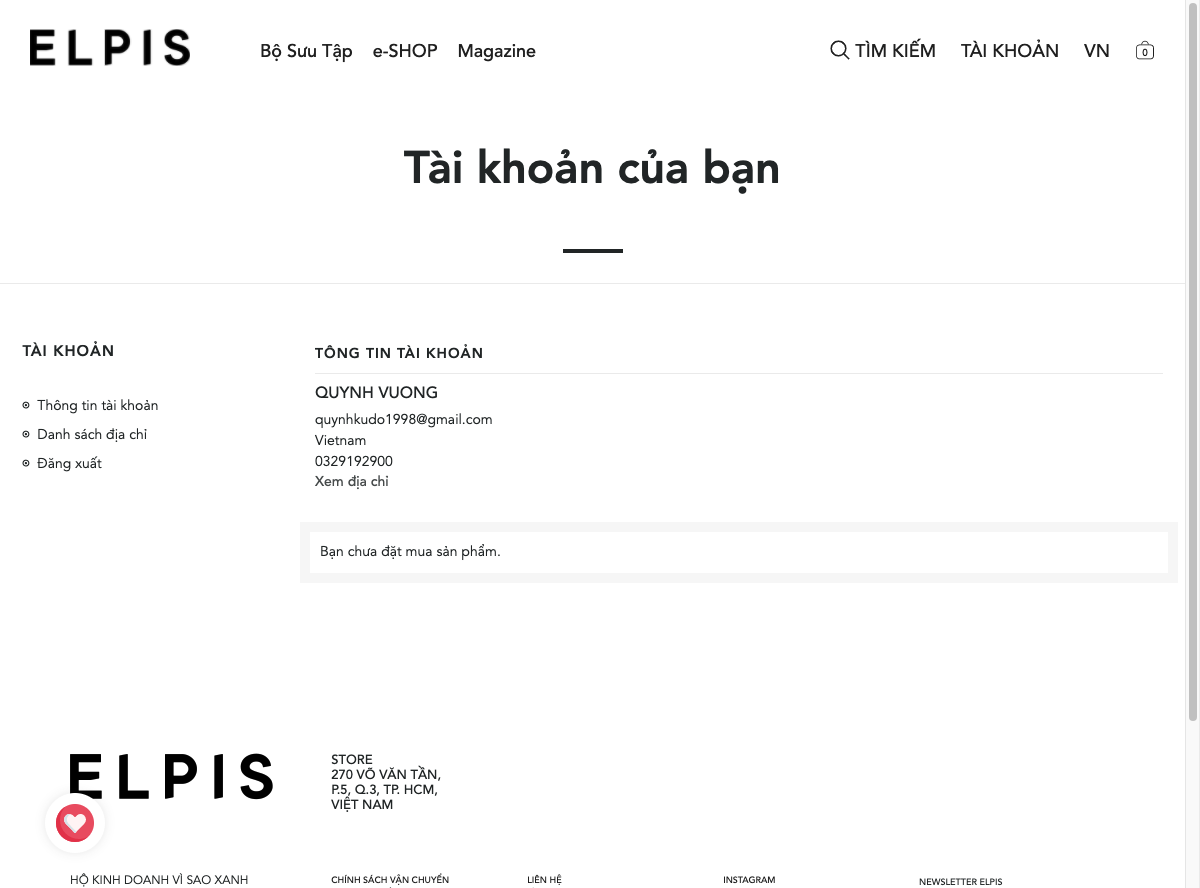 ELPIS
Bộ Sưu Tập
e-SHOP
Magazine
TÌM KIẾM
TÀI KHOẢN
VN
0
Tài khoản của bạn
TÀI KHOẢN
Thông tin tài khoản
Danh sách địa chỉ
Đăng xuất
TÔNG TIN TÀI KHOẢN
QUYNH VUONG
quynhkudo1998@gmail.com
Vietnam
0329192900
Xem địa chỉ
Bạn chưa đặt mua sản phẩm.
ELPIS
STORE
270 VÕ VĂN TẦN,
P.5, Q.3, TP. HCM,
VIỆT NAM
HỘ KINH DOANH VÌ SAO XANH
CHÍNH SÁCH VẬN CHUYỂN
LIÊN HỆ
INSTAGRAM
NEWSLETTER ELPIS